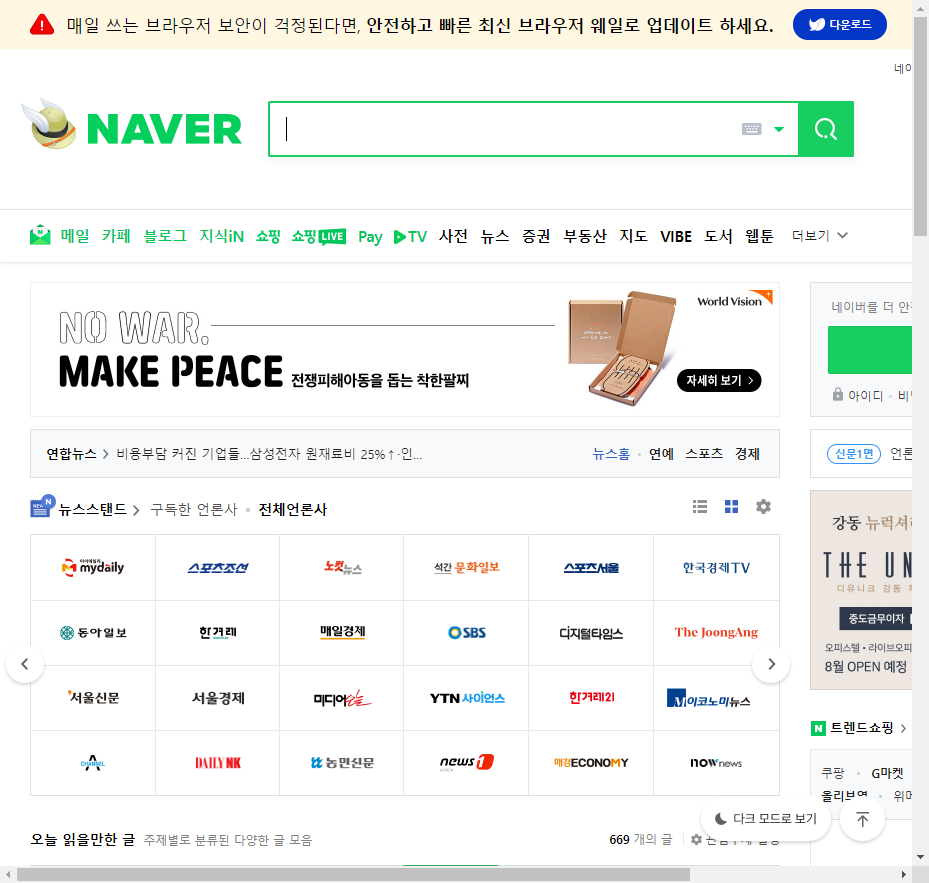 매일 쓰는 브라우저 보안이 걱정된다면, 안전하고 빠른 최신 브라우저 웨일로 업데이트 하세요. 다운로드
네이
NAVER
메일 카페 블로그 지식iN 쇼핑 쇼핑LIVE Pay TV 사전 뉴스 증권 부동산 지도 VIBE 도서 웹툰 더보기
NO WAR.
MAKE PEACE 전쟁피해아동을 돕는 착한팔찌
World Vision
자세히 보기
네이버를 더 안
아이디
연합뉴스 비용부담 커진 기업들...삼성전자 원재료비 25%↑·인...
뉴스홈 연예 스포츠 경제
신문1면 언론
NEW N 뉴스스탠드 구독한 언론사 전체언론사
마이데일리 mydaily 스포츠조선 노컷뉴스 석간 문화일보 스포츠서울 한국경제TV
동아일보 한겨레 매일경제 SBS 디지털타임스 The JoongAng
서울신문 서울경제 미디어오늘 YTN 사이언스 한겨레21 이코노미뉴스
CHANNEL A DAILY NK 농민신문 news1 KOREA 매경ECONOMY nownews
강동 뉴럭셔
THE UN
디유니크 강동
중도금무이자
오피스텔 • 라이브오피
8월 OPEN 예정
N 트렌드쇼핑
쿠팡 G마켓
올리브영 위메
오늘 읽을만한 글 주제별로 분류된 다양한 글 모음
669 개의 글
다크 모드로 보기